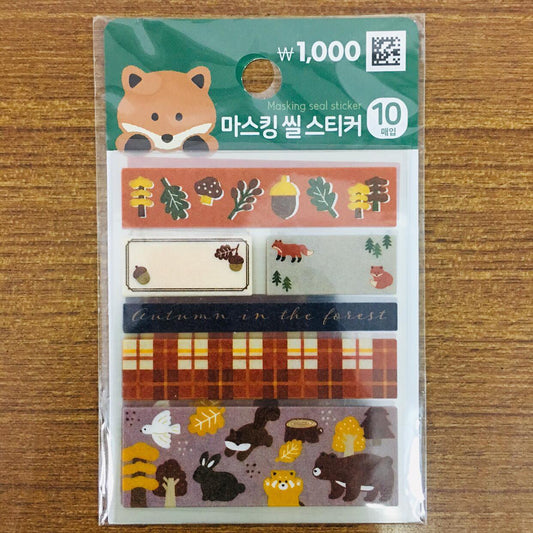 ₩1,000
Masking seal sticker
마스킹 씰 스티커
10
매입
Autumn in the forest